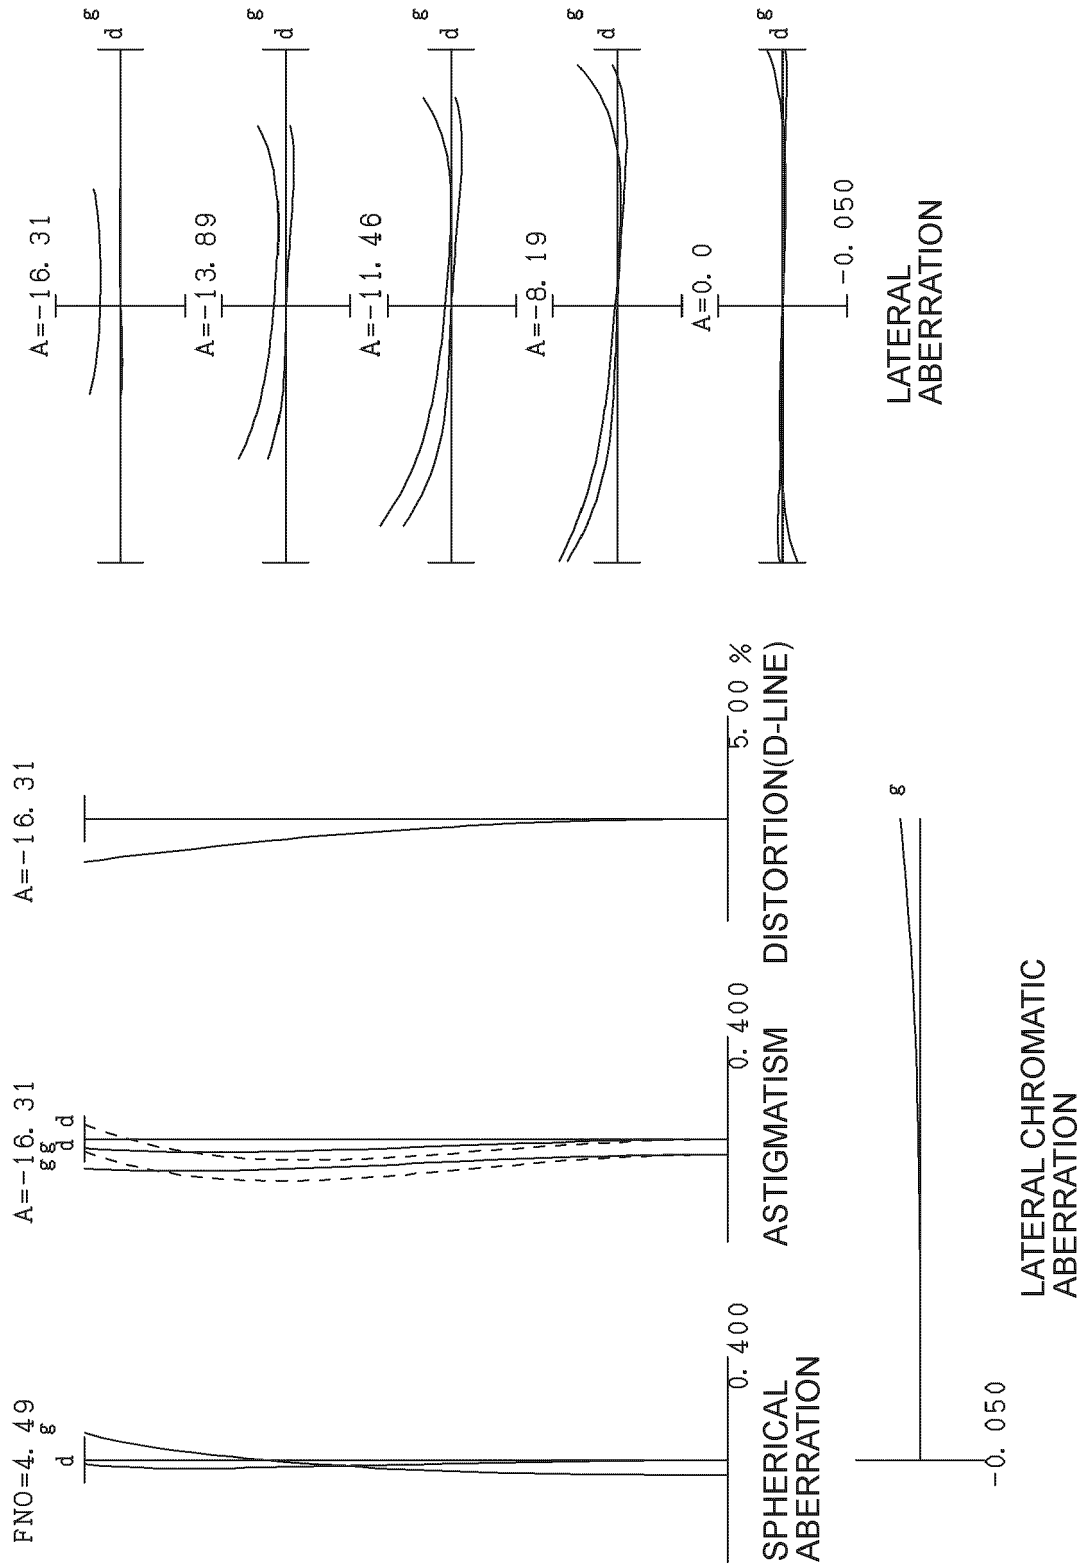 FNO=4. 49
d
g
0. 400
SPHERICAL
ABERRATION
A=-16. 31
g
g
d
d
0. 400
ASTIGMATISM
A=-16. 31
5. 00 %
DISTORTION(D-LINE)
g
-0. 050
LATERAL CHROMATIC
ABERRATION
A=-16. 31
g
d
A=-13. 89
g
d
A=-11. 46
g
d
A=-8. 19
g
d
A=0. 0
g
d
-0. 050
LATERAL
ABERRATION